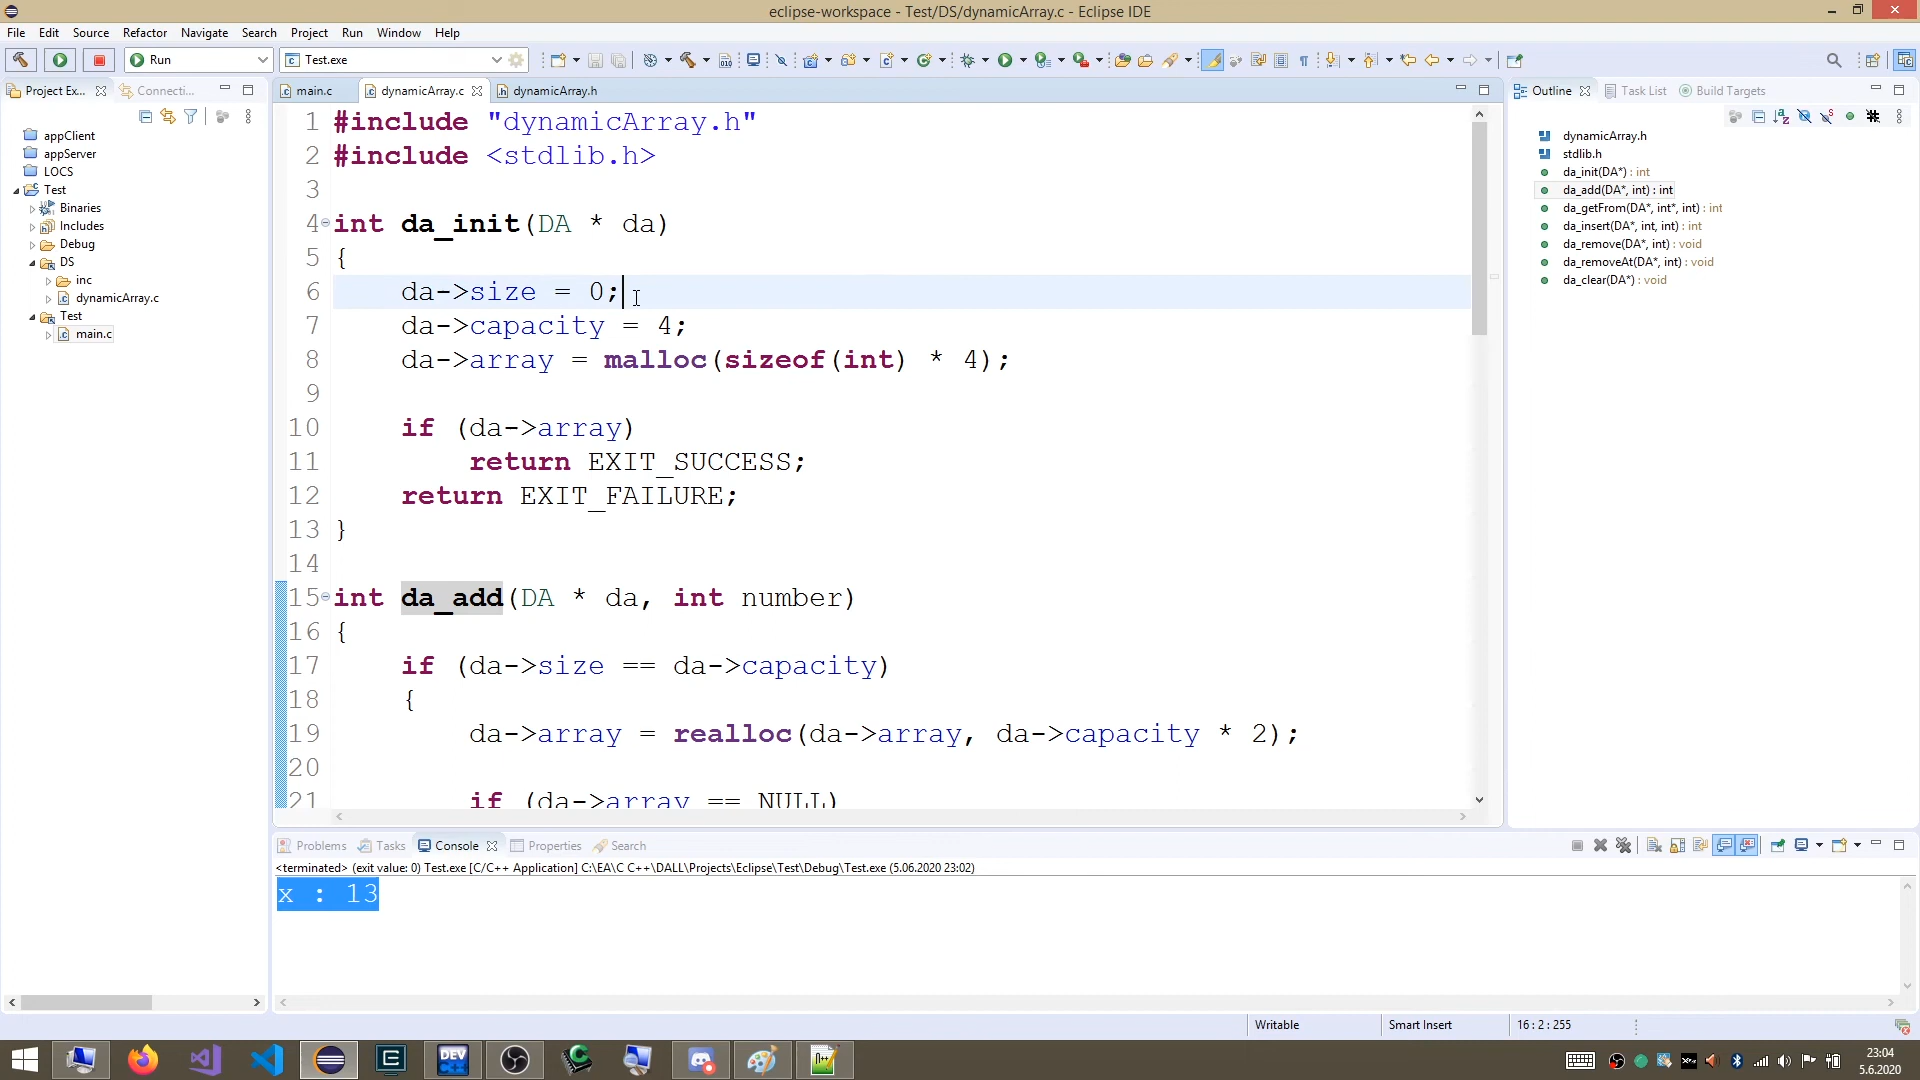 eclipse-workspace - Test/DS/dynamicArray.c - Eclipse IDE
File Edit Source Refactor Navigate Search Project Run Window Help
Run Test.exe
Project Ex... Connecti...
appClient
appServer
LOCS
Test
Binaries
Includes
Debug
DS
inc
dynamicArray.c
Test
main.c
main.c dynamicArray.c dynamicArray.h
1 #include "dynamicArray.h"
2 #include <stdlib.h>
3
4 int da_init(DA * da)
5 {
6 da->size = 0;
7 da->capacity = 4;
8 da->array = malloc(sizeof(int) * 4);
9
10 if (da->array)
11 return EXIT_SUCCESS;
12 return EXIT_FAILURE;
13 }
14
15 int da_add(DA * da, int number)
16 {
17 if (da->size == da->capacity)
18 {
19 da->array = realloc(da->array, da->capacity * 2);
20
21 if (da->array == NULL)
Outline Task List Build Targets
dynamicArray.h
stdlib.h
da_init(DA*) : int
da_add(DA*, int) : int
da_getFrom(DA*, int*, int) : int
da_insert(DA*, int, int) : int
da_remove(DA*, int) : void
da_removeAt(DA*, int) : void
da_clear(DA*) : void
Problems Tasks Console Properties Search
<terminated> (exit value: 0) Test.exe [C/C++ Application] C:\EA\C C++\DALL\Projects\Eclipse\Test\Debug\Test.exe (5.06.2020 23:02)
x : 13
Writable Smart Insert 16 : 2 : 255
DEV
23:04
5.6.2020